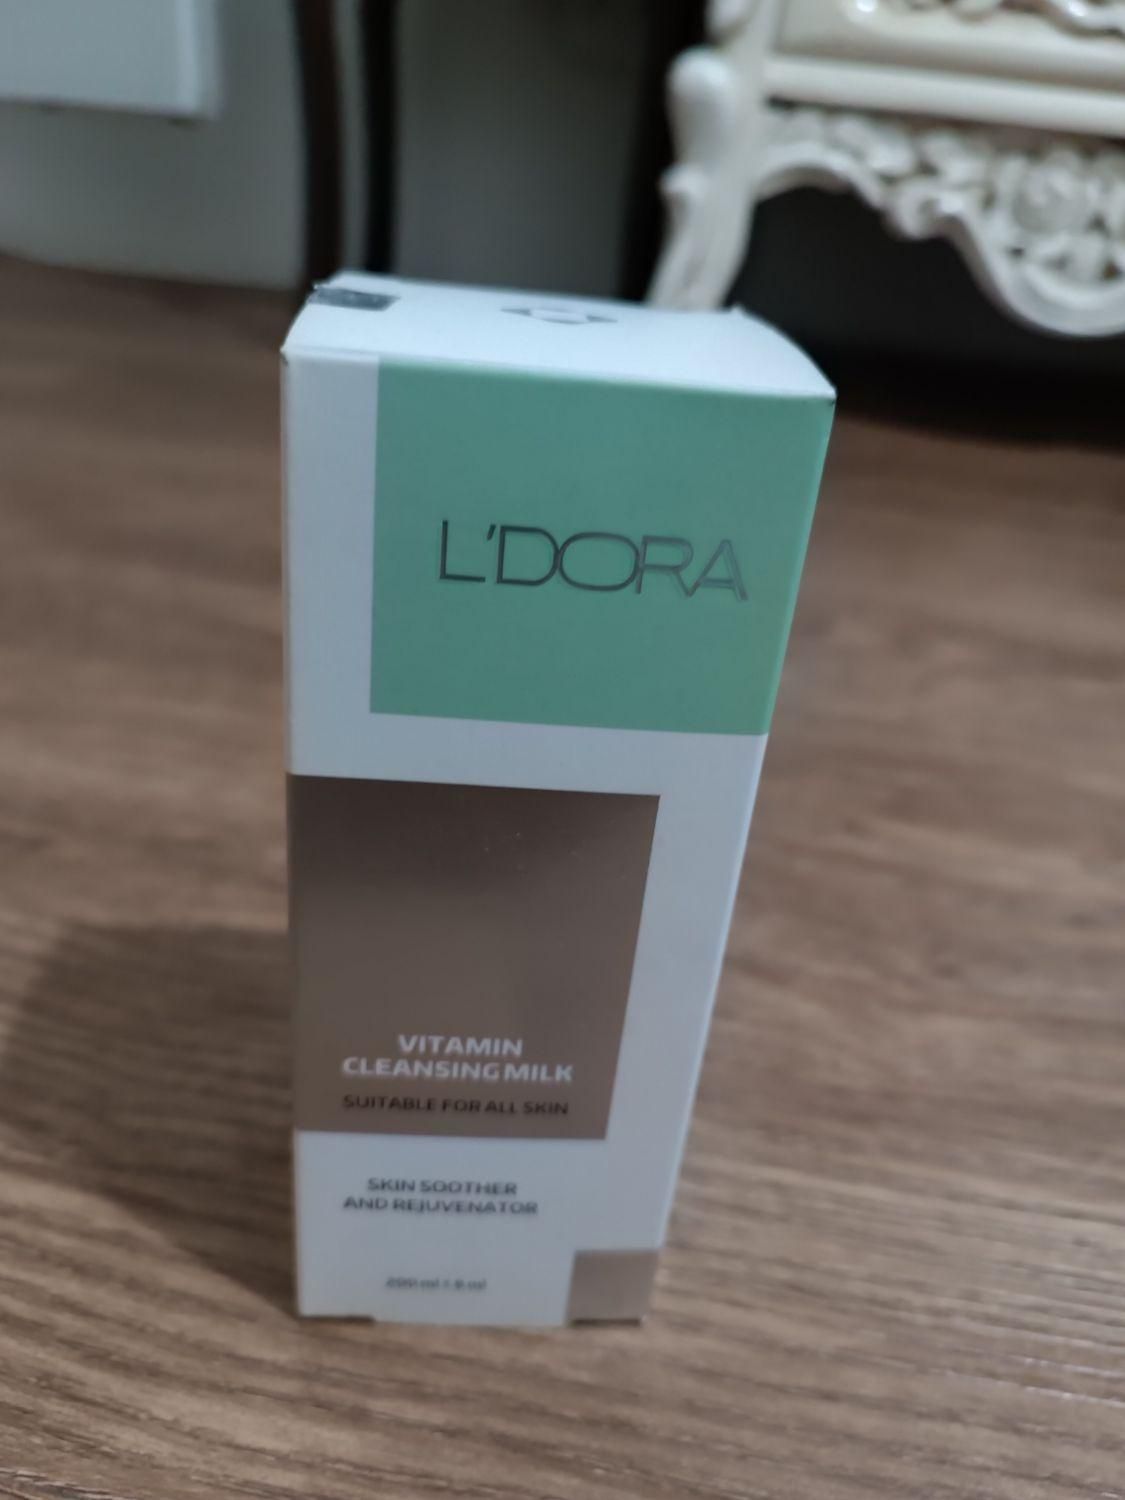 L'DORA
VITAMIN
CLEANSING MILK
SUITABLE FOR ALL SKIN
SKIN SOOTHER
AND REJUVENATOR